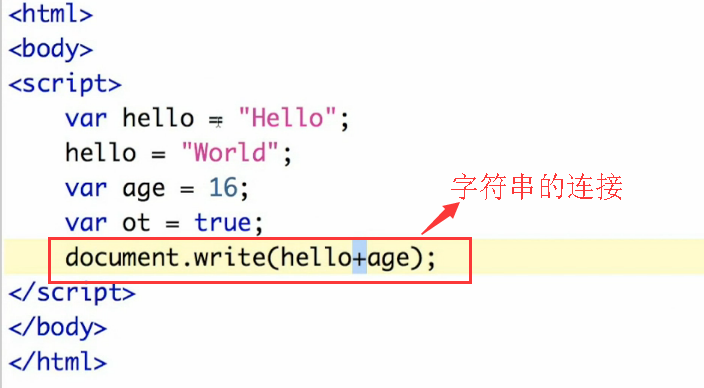 <html>
<body>
<script>
var hello = "Hello";
hello = "World";
var age = 16;
var ot = true;
字符串的连接
document.write(hello+age);
</script>
</body>
</html>